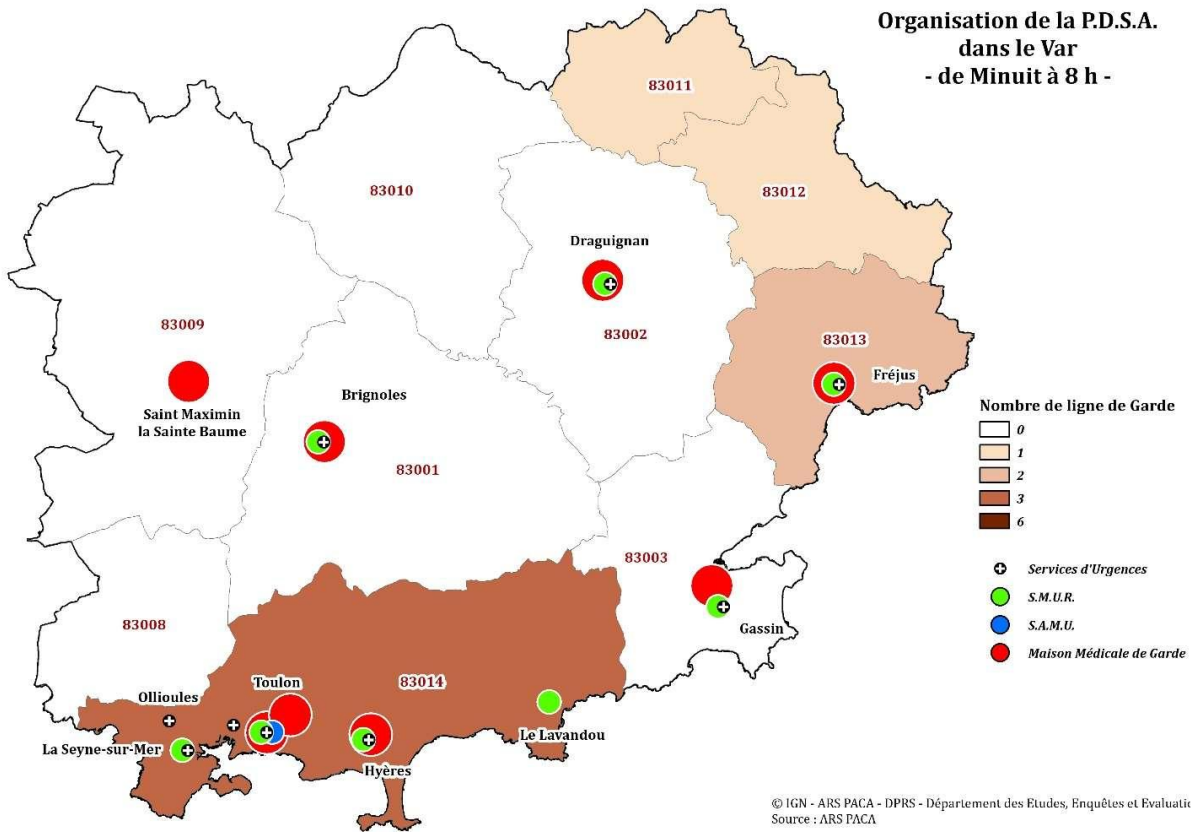 Organisation de la P.D.S.A.
dans le Var
- de Minuit à 8 h -
83011
83010
83012
Draguignan
83009
83002
83013
Fréjus
Saint Maximin
la Sainte Baume
Brignoles
83001
Nombre de ligne de Garde
0
1
2
3
6
83003
Services d'Urgences
S.M.U.R.
S.A.M.U.
Maison Médicale de Garde
83008
Gassin
Ollioules
Toulon
83014
La Seyne-sur-Mer
Le Lavandou
Hyères
© IGN - ARS PACA - DPRS - Département des Etudes, Enquêtes et Evaluatio
Source : ARS PACA